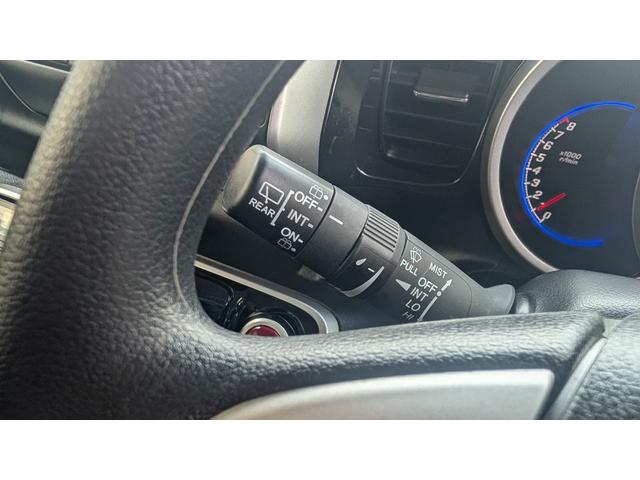 REAR
OFF
INT
ON
PULL
MIST
OFF
INT
LO
HI
8
7
6
5
4
3
2
1
0
x1000
r/min